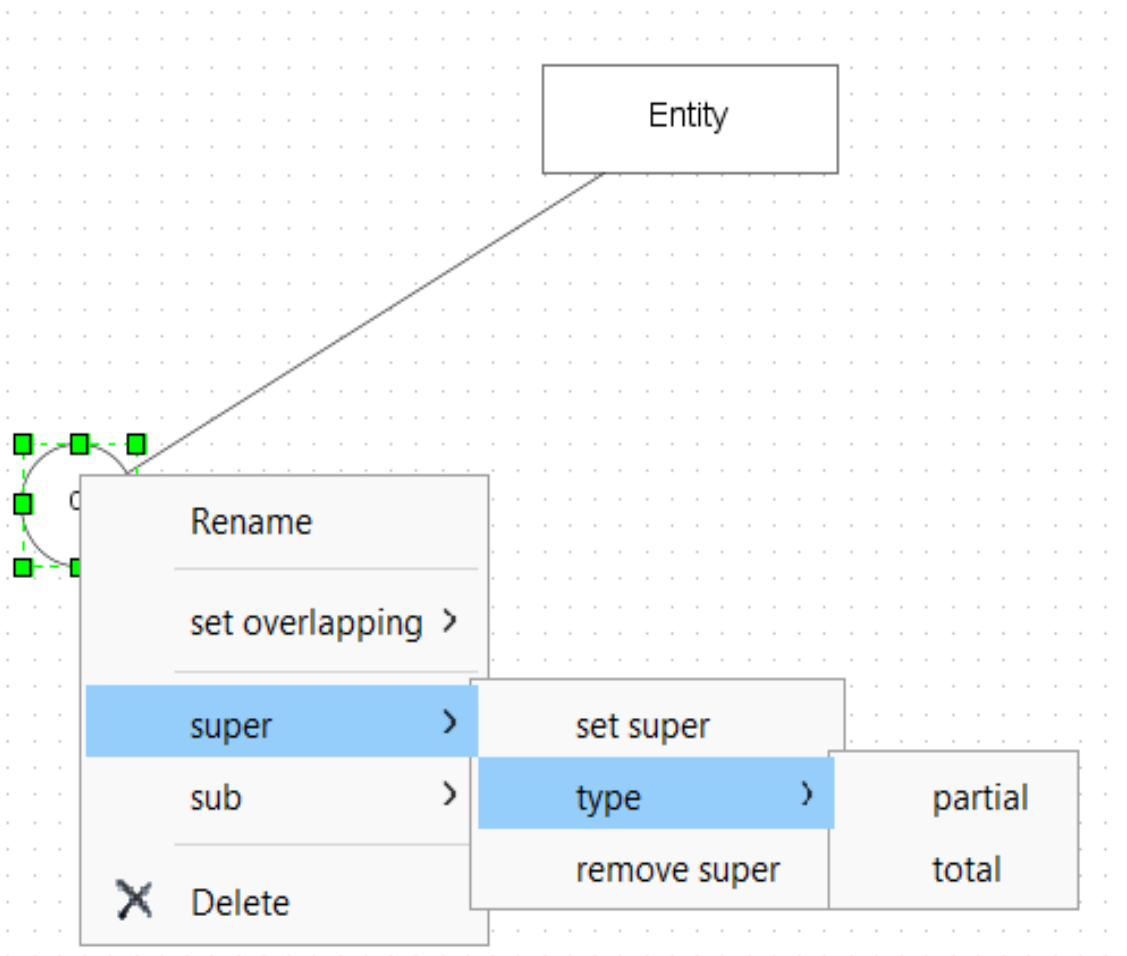 Entity
Rename
set overlapping
super
set super
sub
type
partial
remove super
total
Delete